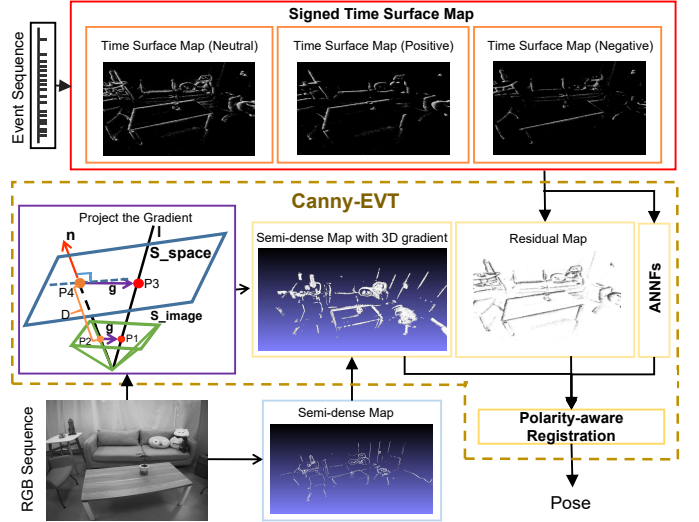 Signed Time Surface Map
Event Sequence
Time Surface Map (Neutral)
Time Surface Map (Positive)
Time Surface Map (Negative)
Canny-EVT
Project the Gradient
n
l
S_space
P4
g
P3
D
S_image
g
P2
P1
Semi-dense Map with 3D gradient
Residual Map
ANNFs
RGB Sequence
Semi-dense Map
Polarity-aware
Registration
Pose